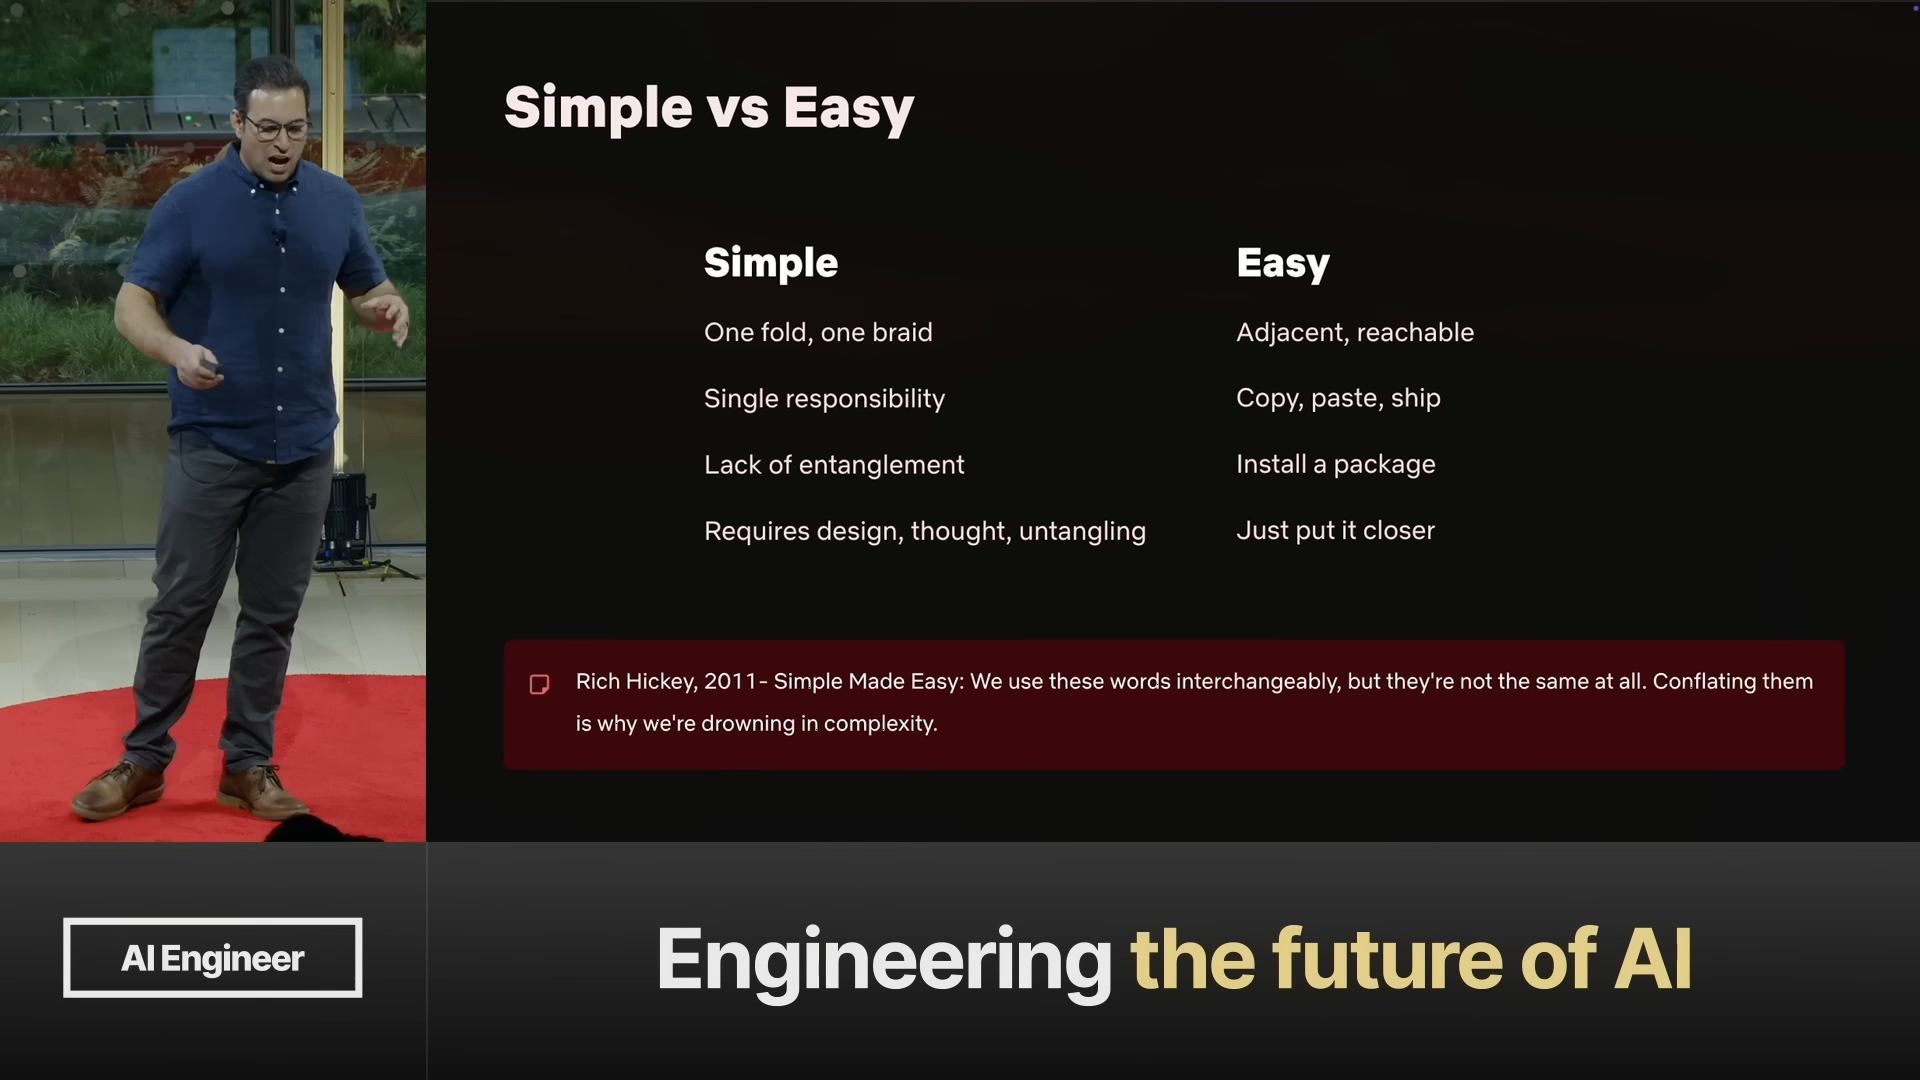 Simple vs Easy
Simple
One fold, one braid
Single responsibility
Lack of entanglement
Requires design, thought, untangling
Easy
Adjacent, reachable
Copy, paste, ship
Install a package
Just put it closer
Rich Hickey, 2011- Simple Made Easy: We use these words interchangeably, but they're not the same at all. Conflating them
is why we're drowning in complexity.
AI Engineer
Engineering the future of AI